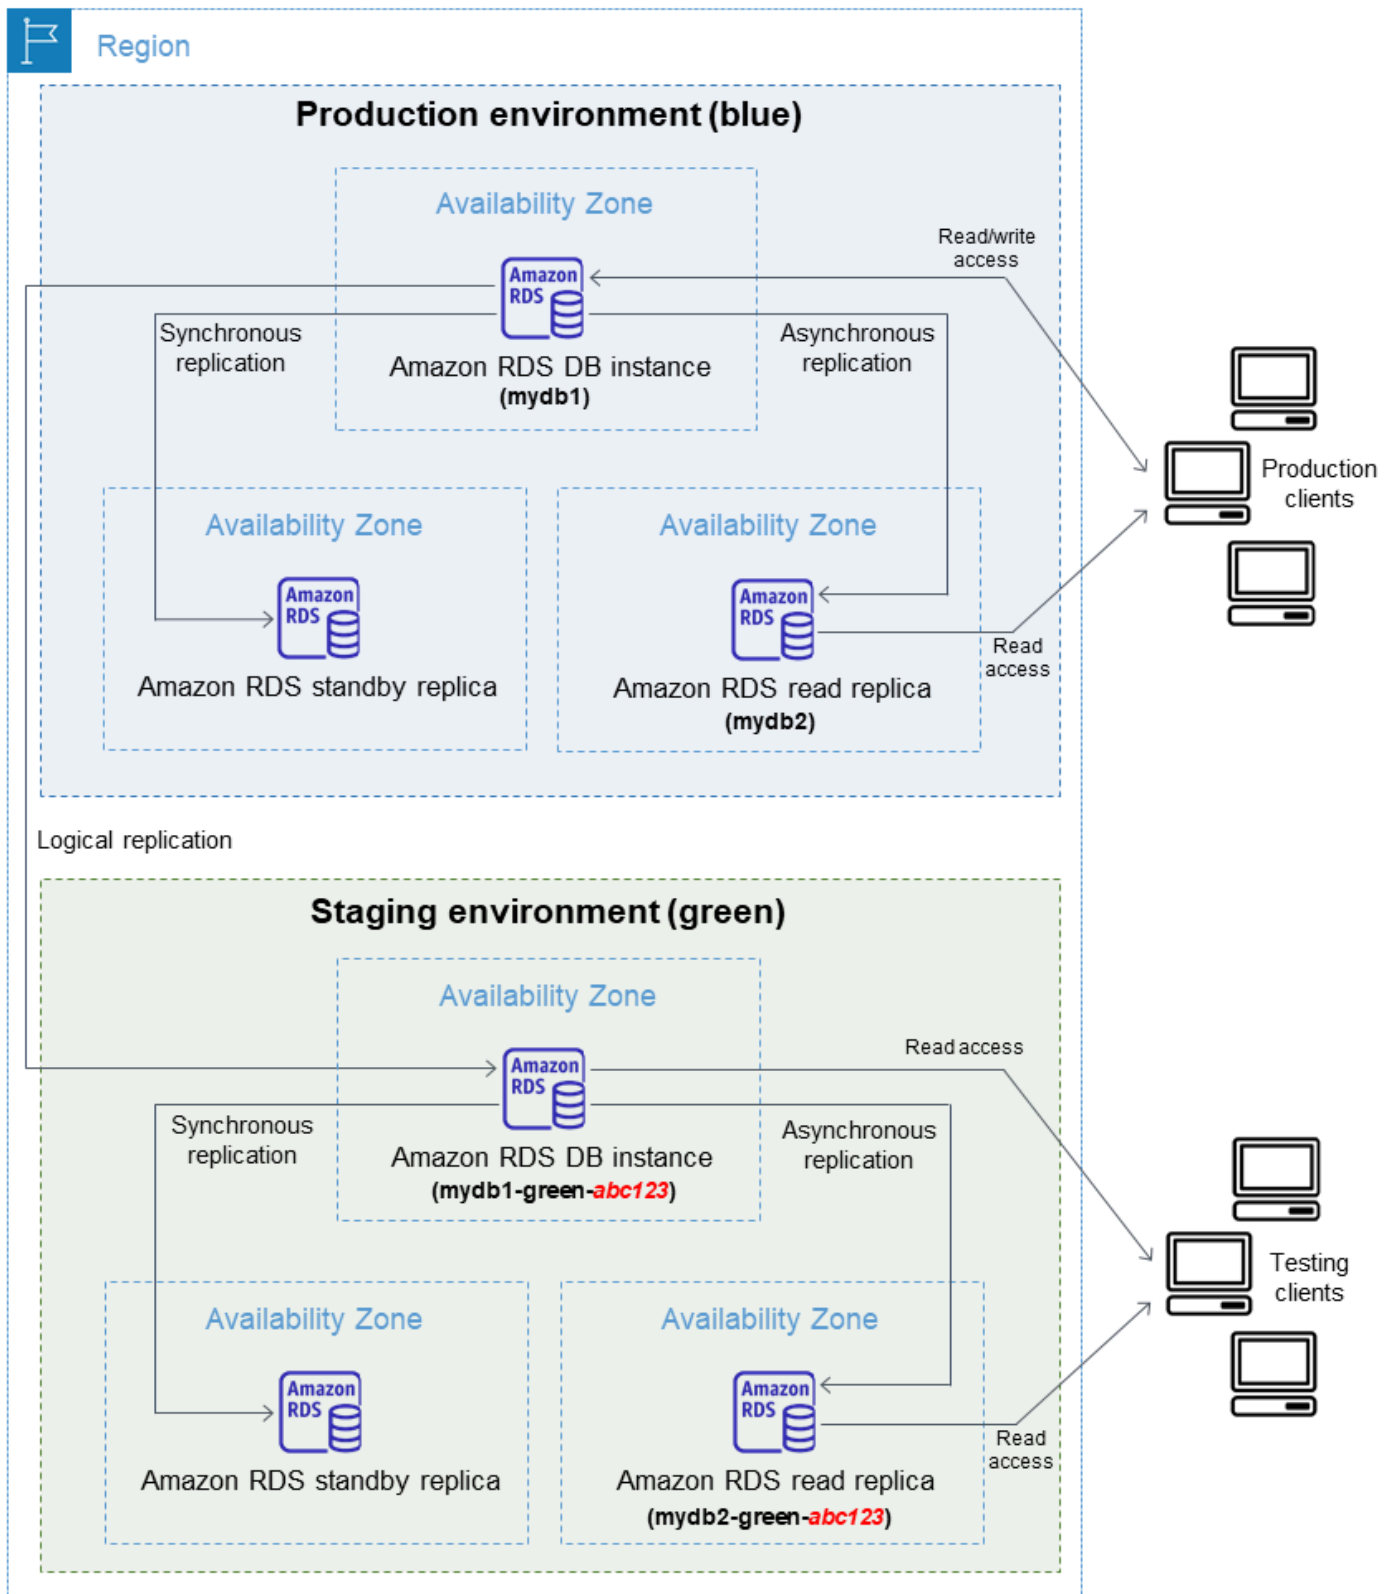 Region
Production environment (blue)
Availability Zone
Read/write
access
Amazon
RDS
Synchronous
replication
Asynchronous
replication
Amazon RDS DB instance
(mydb1)
Production
clients
Availability Zone
Availability Zone
Amazon
RDS
Amazon
RDS
Read
access
Amazon RDS standby replica
Amazon RDS read replica
(mydb2)
Logical replication
Staging environment (green)
Availability Zone
Read access
Amazon
RDS
Synchronous
replication
Asynchronous
replication
Amazon RDS DB instance
(mydb1-green-abc123)
Testing
clients
Availability Zone
Availability Zone
Amazon
RDS
Amazon
RDS
Read
access
Amazon RDS standby replica
Amazon RDS read replica
(mydb2-green-abc123)